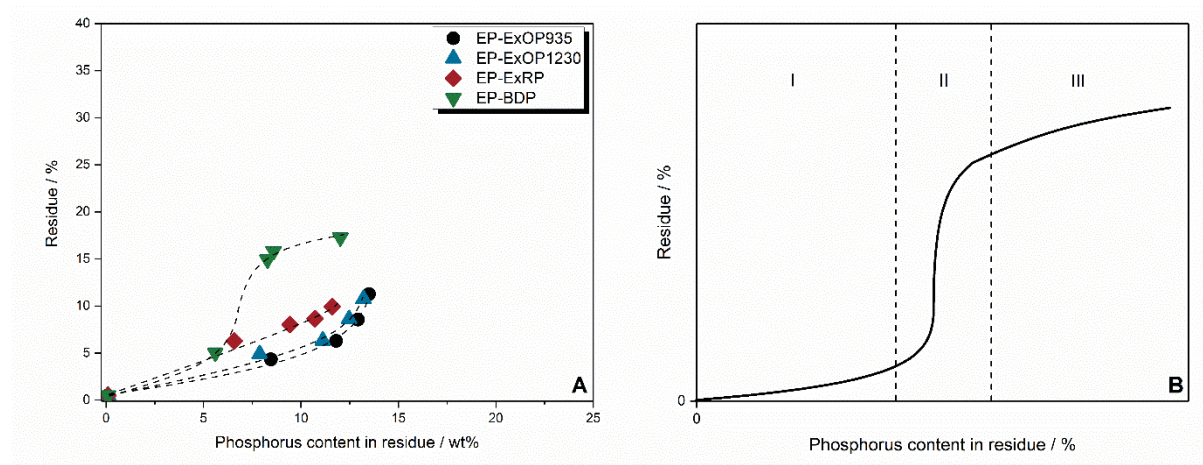 40
35
30
25
20
15
10
5
0
Residue / %
EP-ExOP935
EP-ExOP1230
EP-ExRP
EP-BDP
A
0
5
10
15
20
25
Phosphorus content in residue / wt%
Residue / %
I
II
III
B
0
0
Phosphorus content in residue / %